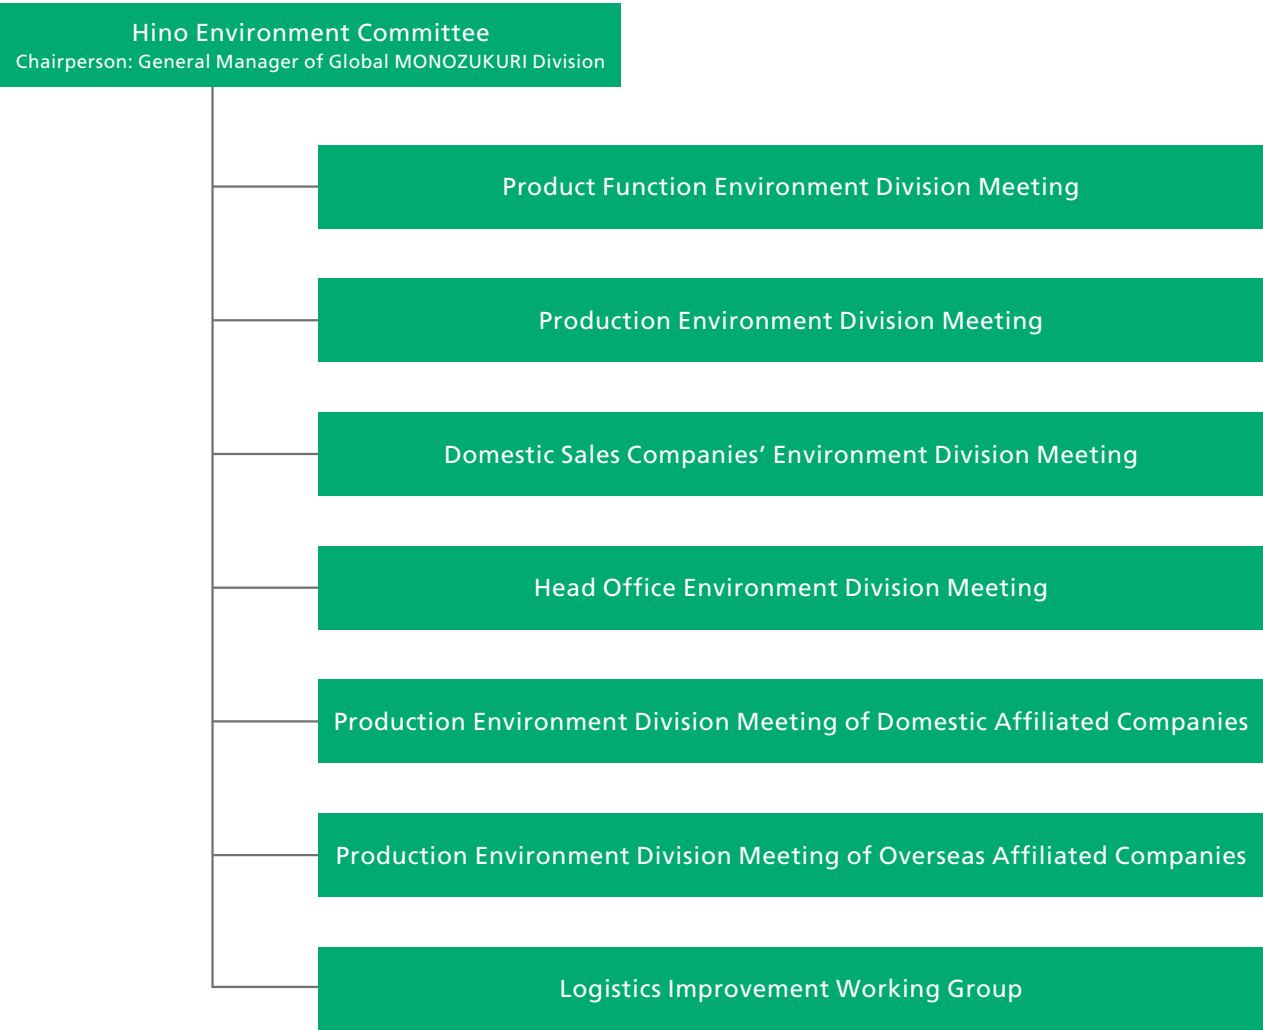 Hino Environment Committee
Chairperson: General Manager of Global MONOZUKURI Division
Product Function Environment Division Meeting
Production Environment Division Meeting
Domestic Sales Companies’ Environment Division Meeting
Head Office Environment Division Meeting
Production Environment Division Meeting of Domestic Affiliated Companies
Production Environment Division Meeting of Overseas Affiliated Companies
Logistics Improvement Working Group